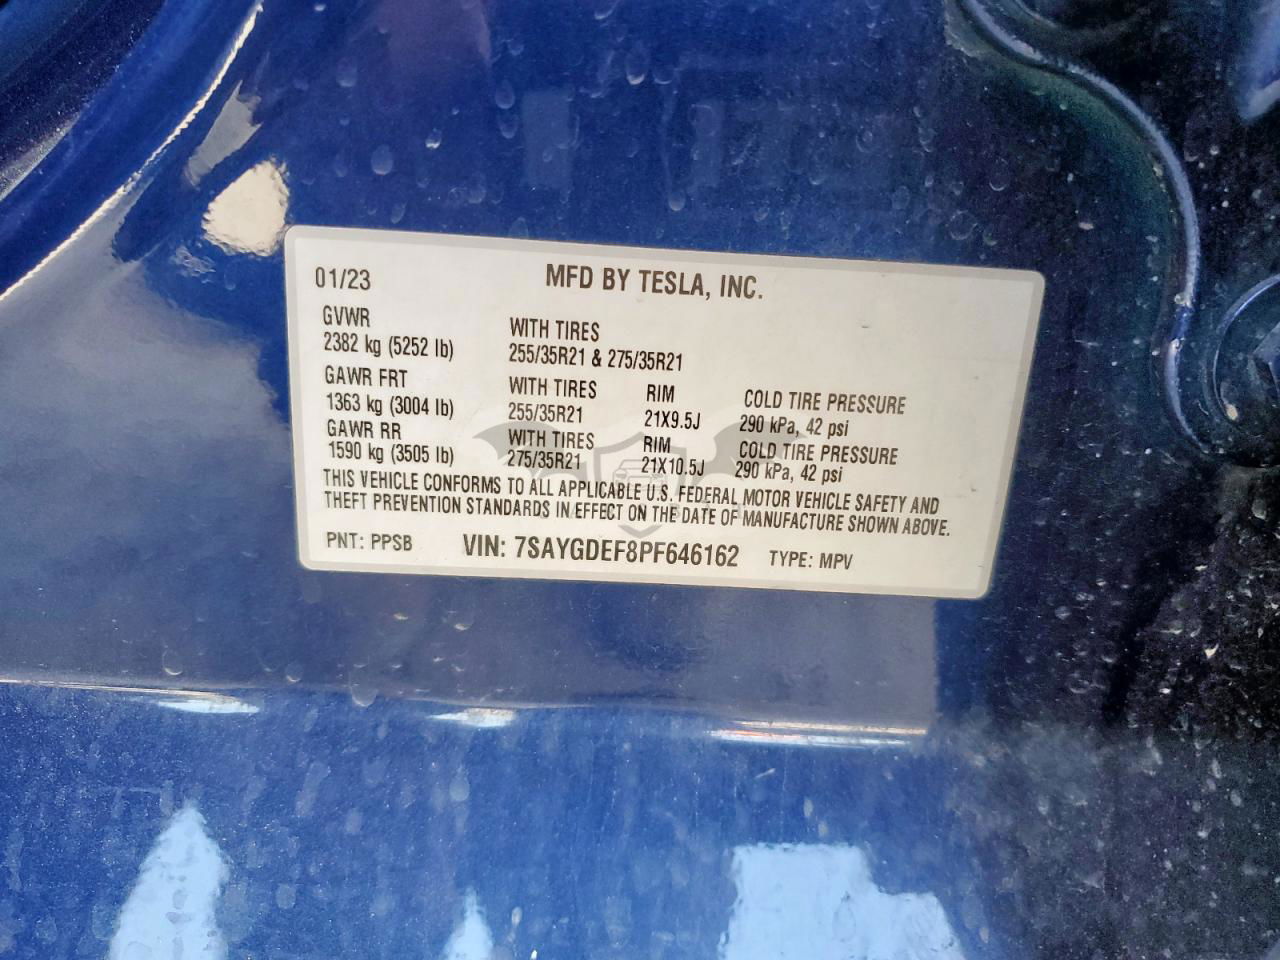 01/23 MFD BY TESLA, INC.
GVWR
2382 kg (5252 lb)
WITH TIRES
255/35R21 & 275/35R21
GAWR FRT
1363 kg (3004 lb)
WITH TIRES
255/35R21
RIM
21X9.5J
COLD TIRE PRESSURE
290 kPa, 42 psi
GAWR RR
1590 kg (3505 lb)
WITH TIRES
275/35R21
RIM
21X10.5J
COLD TIRE PRESSURE
290 kPa, 42 psi
THIS VEHICLE CONFORMS TO ALL APPLICABLE U.S. FEDERAL MOTOR VEHICLE SAFETY AND
THEFT PREVENTION STANDARDS IN EFFECT ON THE DATE OF MANUFACTURE SHOWN ABOVE.
PNT: PPSB VIN: 7SAYGDEF8PF646162 TYPE: MPV